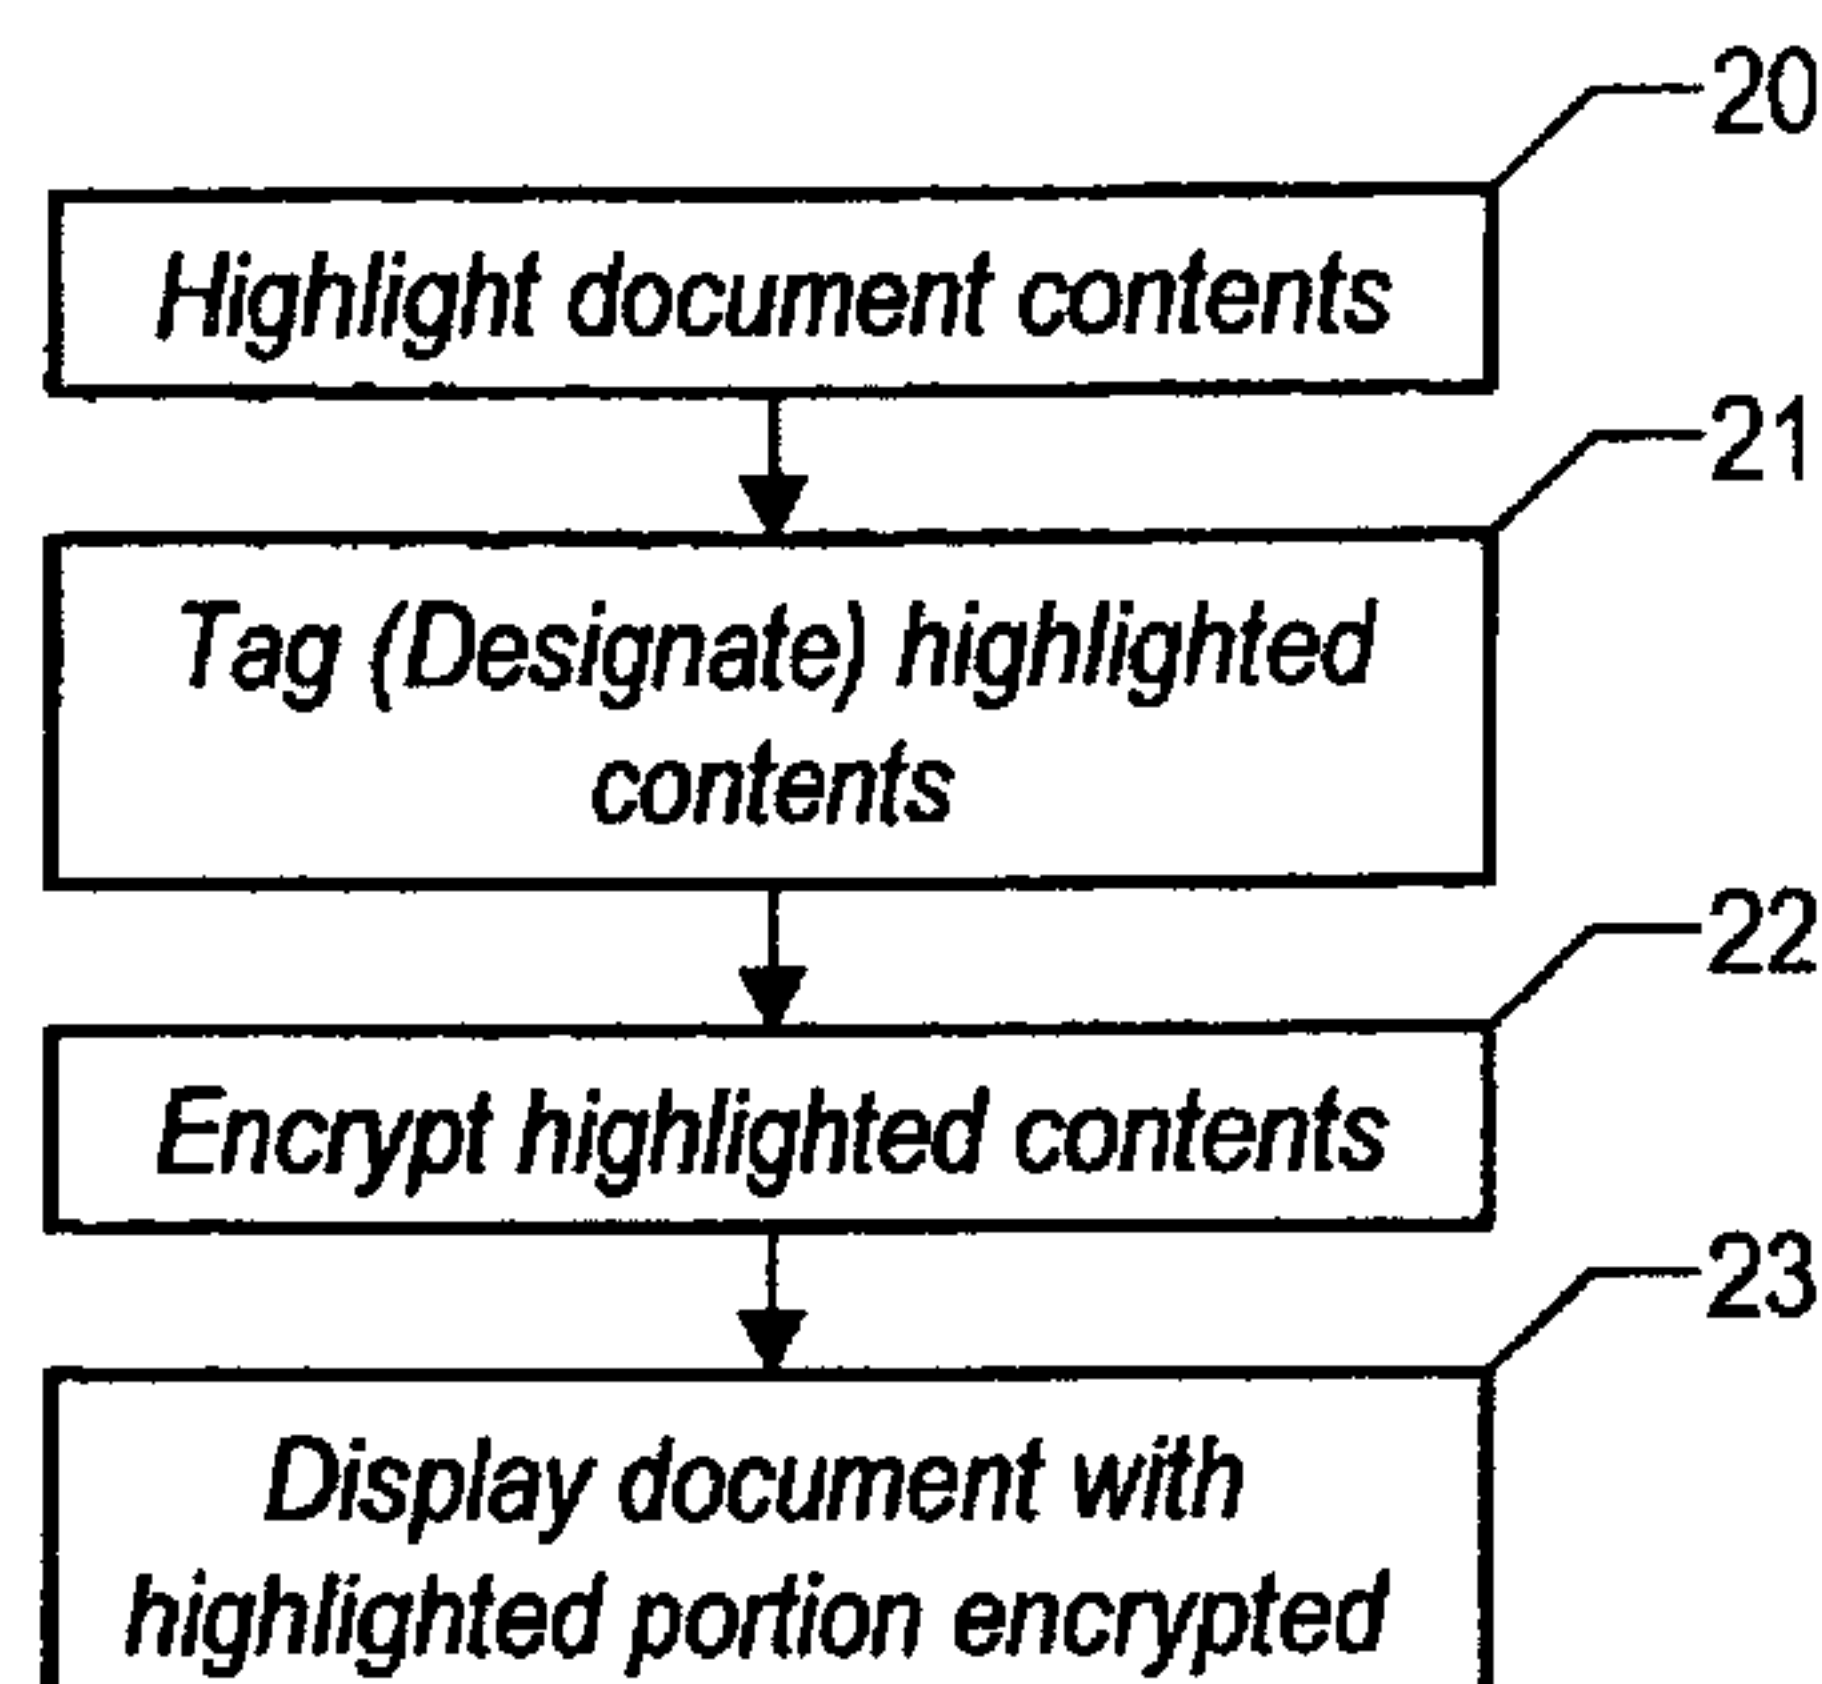 20
Highlight document contents
21
Tag (Designate) highlighted
contents
22
Encrypt highlighted contents
23
Display document with
highlighted portion encrypted